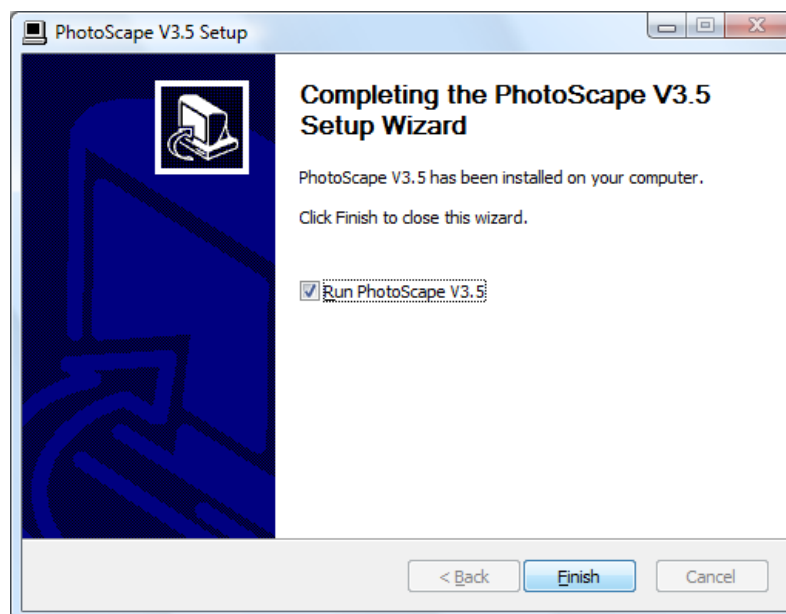 PhotoScape V3.5 Setup
Completing the PhotoScape V3.5
Setup Wizard
PhotoScape V3.5 has been installed on your computer.
Click Finish to close this wizard.
Run PhotoScape V3.5
< Back Finish Cancel